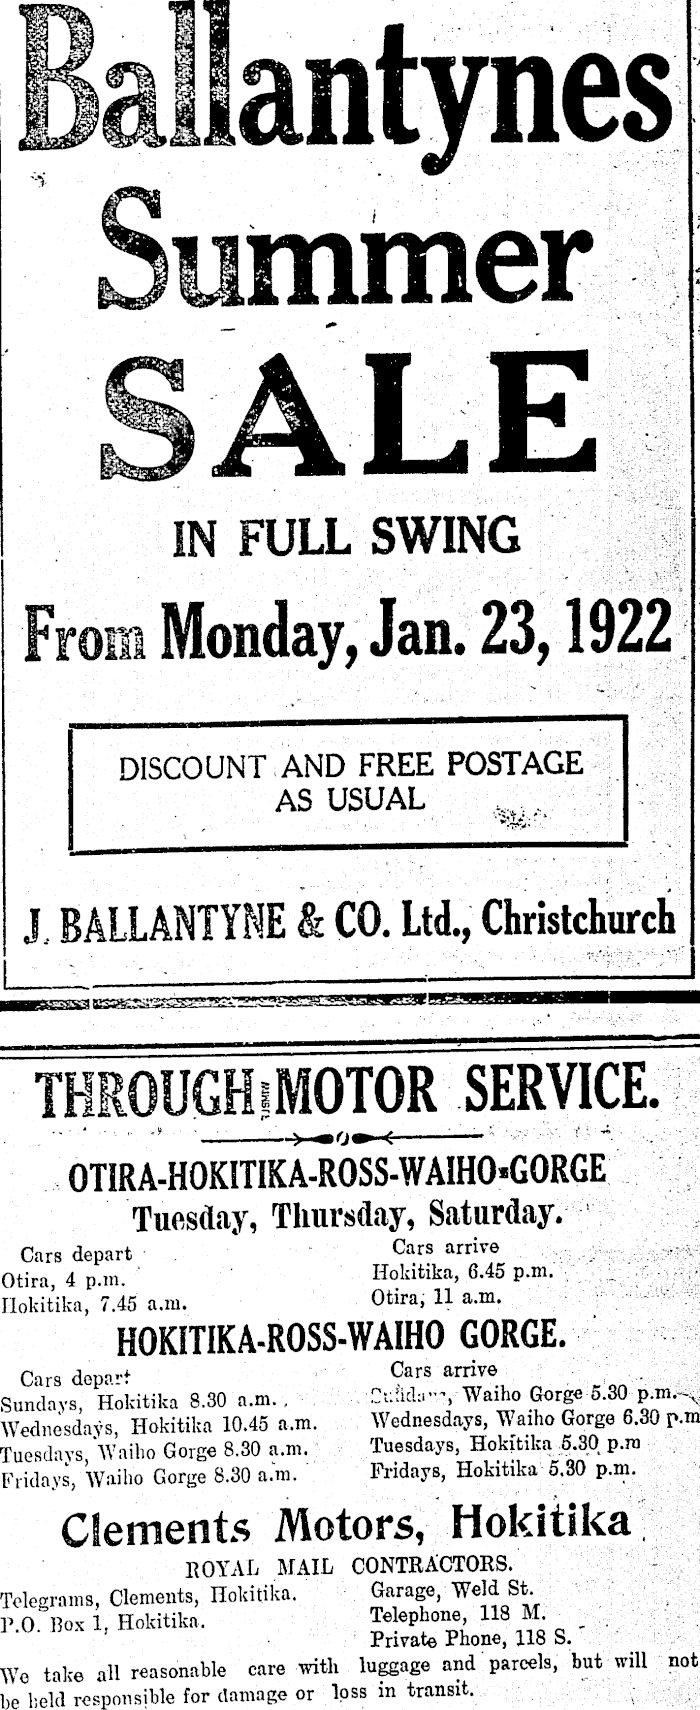 Ballantynes
Summer
SALE
IN FULL SWING
From Monday, Jan. 23, 1922
DISCOUNT AND FREE POSTAGE
AS USUAL
J. BALLANTYNE & CO. Ltd., Christchurch
THROUGH MOTOR SERVICE.
OTIRA-HOKITIKA-ROSS-WAIHO-GORGE
Tuesday, Thursday, Saturday.
Cars depart
Otira, 4 p.m.
Hokitika, 7.45 a.m.
Cars arrive
Hokitika, 6.45 p.m.
Otira, 11 a.m.
HOKITIKA-ROSS-WAIHO GORGE.
Cars depart
Sundays, Hokitika 8.30 a.m.
Wednesdays, Hokitika 10.45 a.m.
Tuesdays, Waiho Gorge 8.30 a.m.
Fridays, Waiho Gorge 8.30 a.m.
Cars arrive
Sundays, Waiho Gorge 5.30 p.m.
Wednesdays, Waiho Gorge 6.30 p.m
Tuesdays, Hokitika 5.30 p.m
Fridays, Hokitika 5.30 p.m.
Clements Motors, Hokitika
ROYAL MAIL CONTRACTORS.
Telegrams, Clements, Hokitika.
P.O. Box 1, Hokitika.
Garage, Weld St.
Telephone, 118 M.
Private Phone, 118 S.
We take all reasonable care with luggage and parcels, but will not
be held responsible for damage or loss in transit.